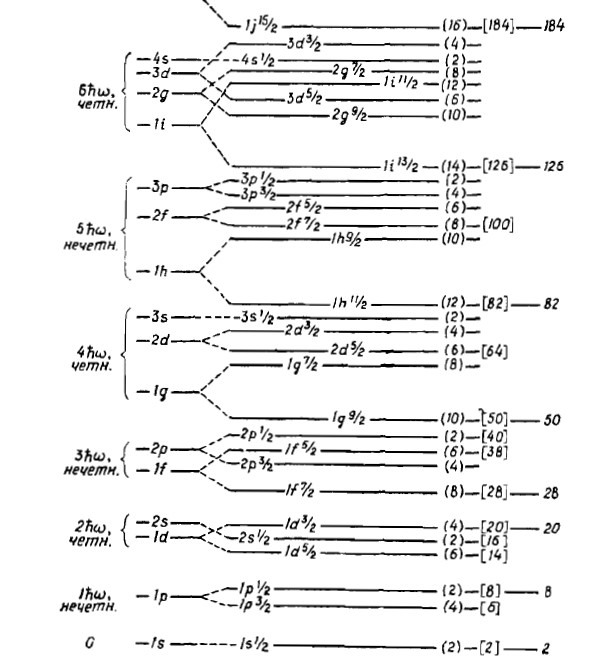 1j 15/2 (16) [184] 184
3d 3/2 (4)
4s 4s 1/2 (2)
3d 2g 7/2 (8)
6ħω, четн. 2g 1i 11/2 (12)
3d 5/2 (6)
2g 9/2 (10)
1i
1i 13/2 (14) [126] 126
3p 3p 1/2 (2)
3p 3/2 (4)
2f 2f 5/2 (6)
5ħω, нечетн. 2f 7/2 (8) [100]
1h 9/2 (10)
1h
1h 11/2 (12) [82] 82
3s 3s 1/2 (2)
2d 2d 3/2 (4)
4ħω, четн. 2d 5/2 (6) [64]
1g 7/2 (8)
1g
1g 9/2 (10) [50] 50
2p 2p 1/2 (2) [40]
3ħω, нечетн. 1f 5/2 (6) [38]
1f 2p 3/2 (4)
1f 7/2 (8) [28] 28
2s 1d 3/2 (4) [20] 20
2ħω, четн. 1d 2s 1/2 (2) [16]
1d 5/2 (6) [14]
1ħω, нечетн. 1p 1p 1/2 (2) [8] 8
1p 3/2 (4) [6]
0 1s 1s 1/2 (2) [2] 2